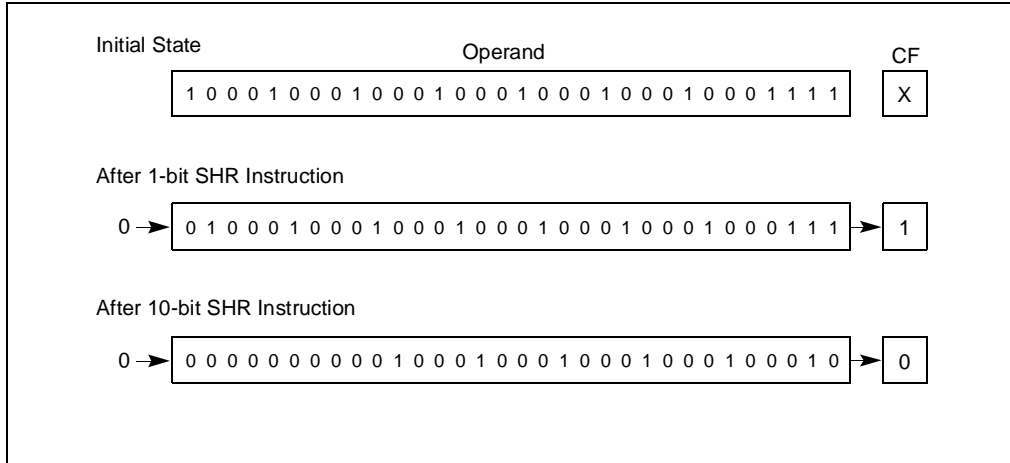 Initial State
Operand
CF
1 0 0 0 1 0 0 0 1 0 0 0 1 0 0 0 1 0 0 0 1 0 0 0 1 0 0 0 1 1 1 1
X
After 1-bit SHR Instruction
0
0 1 0 0 0 1 0 0 0 1 0 0 0 1 0 0 0 1 0 0 0 1 0 0 0 1 0 0 0 1 1 1
1
After 10-bit SHR Instruction
0
0 0 0 0 0 0 0 0 0 0 1 0 0 0 1 0 0 0 1 0 0 0 1 0 0 0 1 0 0 0 1 0
0